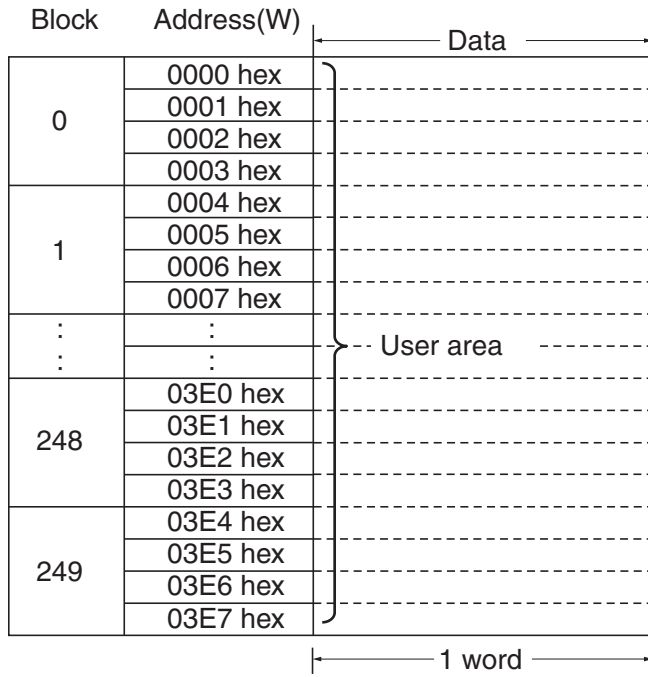 Block Address(W)
Data
0000 hex
0001 hex
0 
0002 hex
0003 hex
0004 hex
0005 hex
1
0006 hex
0007 hex
: :
: :
User area
03E0 hex
03E1 hex
248
03E2 hex
03E3 hex
03E4 hex
03E5 hex
249
03E6 hex
03E7 hex
1 word